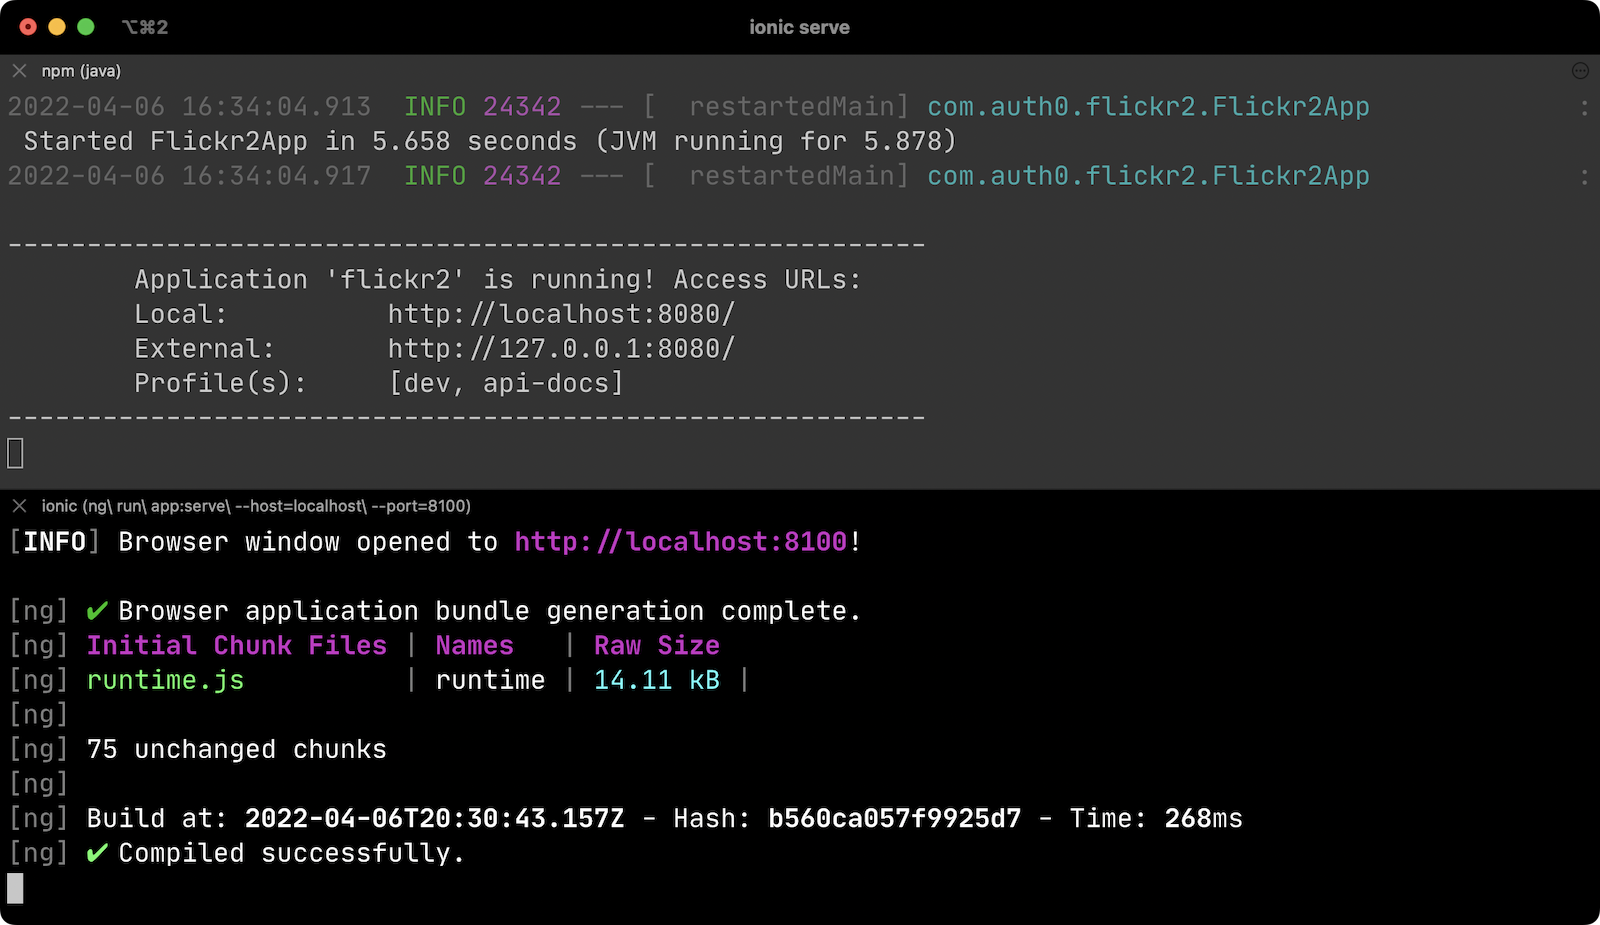 ⌥⌘2 ionic serve
npm (java)
2022-04-06 16:34:04.913  INFO 24342 --- [  restartedMain] com.auth0.flickr2.Flickr2App             :
 Started Flickr2App in 5.658 seconds (JVM running for 5.878)
2022-04-06 16:34:04.917  INFO 24342 --- [  restartedMain] com.auth0.flickr2.Flickr2App             :
----------------------------------------------------------
        Application 'flickr2' is running! Access URLs:
        Local:          http://localhost:8080/
        External:       http://127.0.0.1:8080/
        Profile(s):     [dev, api-docs]
----------------------------------------------------------
ionic (ng\ run\ app:serve\ --host=localhost\ --port=8100)
[INFO] Browser window opened to http://localhost:8100!
[ng] ✔ Browser application bundle generation complete.
[ng] Initial Chunk Files | Names   | Raw Size
[ng] runtime.js          | runtime | 14.11 kB |
[ng]
[ng] 75 unchanged chunks
[ng]
[ng] Build at: 2022-04-06T20:30:43.157Z - Hash: b560ca057f9925d7 - Time: 268ms
[ng] ✔ Compiled successfully.